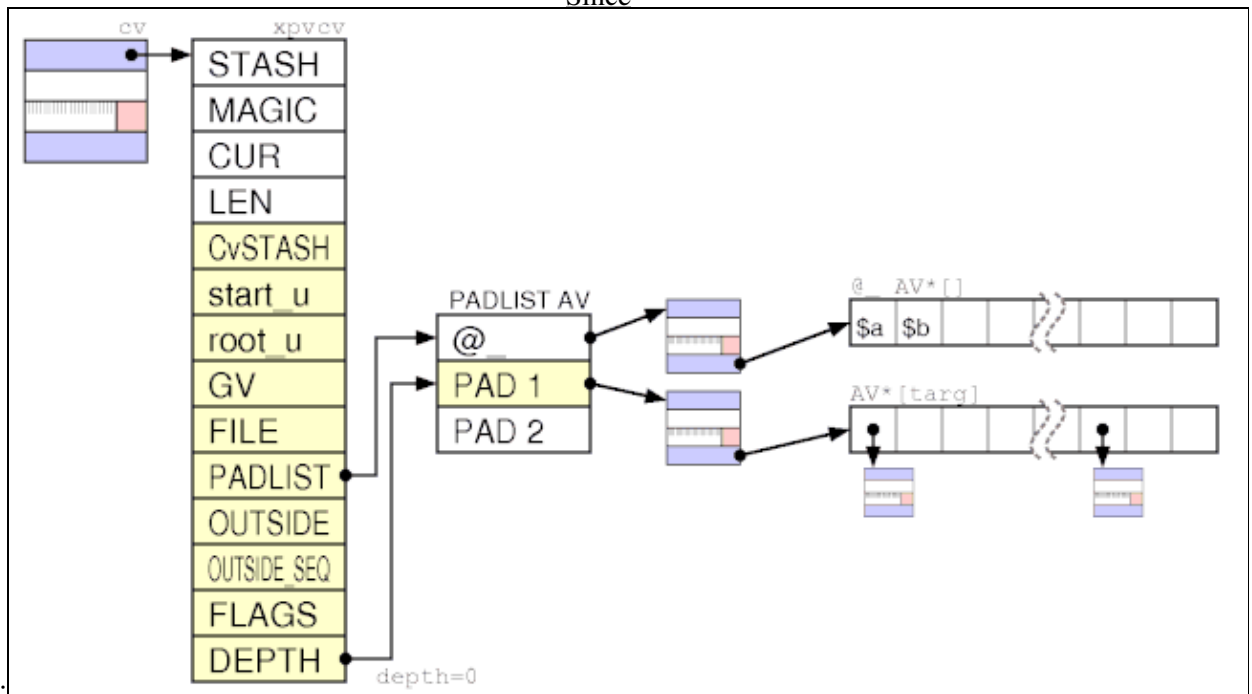 Since
cv
xpvcv
STASH
MAGIC
CUR
LEN
CvSTASH
start_u
root_u
GV
FILE
PADLIST
OUTSIDE
OUTSIDE_SEQ
FLAGS
DEPTH
depth=0
PADLIST AV
@_
PAD 1
PAD 2
@_ AV*[]
$a $b
AV*[targ]
.